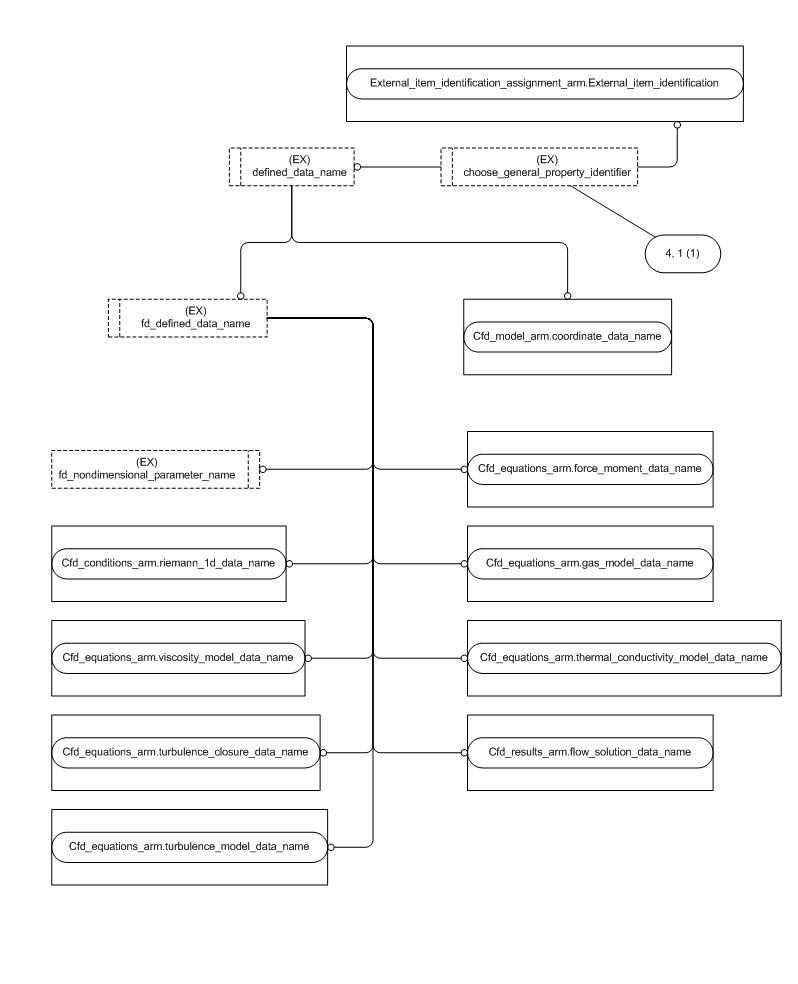 External_item_identification_assignment_arm.External_item_identification
(EX)
defined_data_name
(EX)
choose_general_property_identifier
4, 1 (1)
(EX)
fd_defined_data_name
Cfd_model_arm.coordinate_data_name
(EX)
fd_nondimensional_parameter_name
Cfd_equations_arm.force_moment_data_name
Cfd_conditions_arm.riemann_1d_data_name
Cfd_equations_arm.gas_model_data_name
Cfd_equations_arm.viscosity_model_data_name
Cfd_equations_arm.thermal_conductivity_model_data_name
Cfd_equations_arm.turbulence_closure_data_name
Cfd_results_arm.flow_solution_data_name
Cfd_equations_arm.turbulence_model_data_name